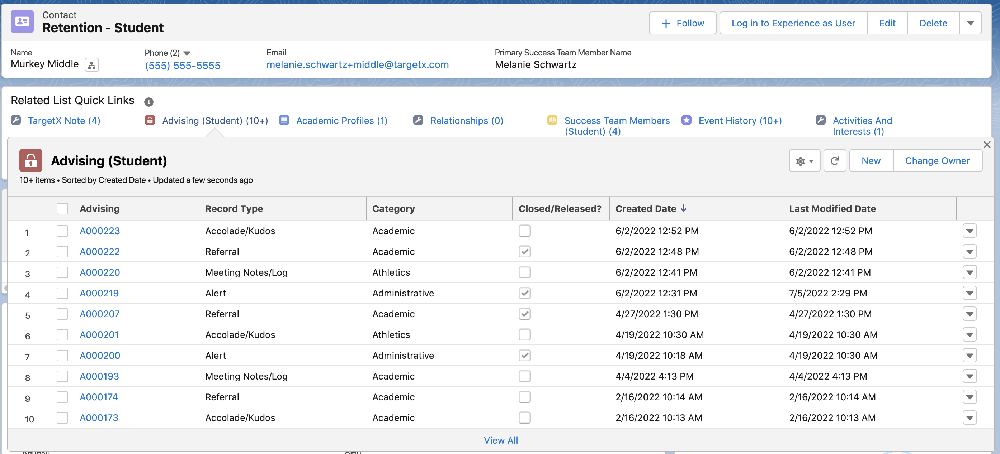 Contact
Retention - Student
Follow
Log in to Experience as User
Edit
Delete
Name
Phone (2)
Email
Primary Success Team Member Name
Murkey Middle
(555) 555-5555
melanie.schwartz+middle@targetx.com
Melanie Schwartz
Related List Quick Links
TargetX Note (4)
Advising (Student) (10+)
Academic Profiles (1)
Relationships (0)
Success Team Members
(Student) (4)
Event History (10+)
Activities And
Interests (1)
Advising (Student)
New
Change Owner
10+ items • Sorted by Created Date • Updated a few seconds ago
Advising Record Type Category Closed/Released? Created Date Last Modified Date
1 A000223 Accolade/Kudos Academic 6/2/2022 12:52 PM 6/2/2022 12:52 PM
2 A000222 Referral Academic 6/2/2022 12:48 PM 6/2/2022 12:48 PM
3 A000220 Meeting Notes/Log Athletics 6/2/2022 12:41 PM 6/2/2022 12:41 PM
4 A000219 Alert Administrative 6/2/2022 12:31 PM 7/5/2022 2:29 PM
5 A000207 Referral Academic 4/27/2022 1:30 PM 4/27/2022 1:30 PM
6 A000201 Accolade/Kudos Athletics 4/19/2022 10:30 AM 4/19/2022 10:30 AM
7 A000200 Alert Administrative 4/19/2022 10:18 AM 4/19/2022 10:30 AM
8 A000193 Meeting Notes/Log Academic 4/4/2022 4:13 PM 4/4/2022 4:13 PM
9 A000174 Referral Academic 2/16/2022 10:14 AM 2/16/2022 10:14 AM
10 A000173 Accolade/Kudos Academic 2/16/2022 10:13 AM 2/16/2022 10:13 AM
View All